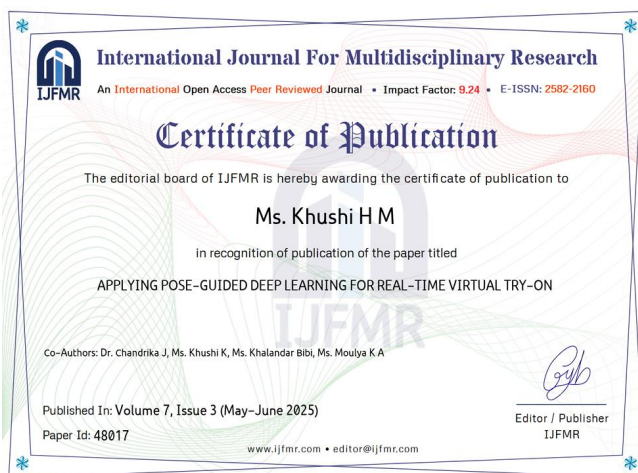 IJFMR
International Journal For Multidisciplinary Research
An International Open Access Peer Reviewed Journal • Impact Factor: 9.24 • E-ISSN: 2582-2160
Certificate of Publication
The editorial board of IJFMR is hereby awarding the certificate of publication to
Ms. Khushi H M
in recognition of publication of the paper titled
APPLYING POSE-GUIDED DEEP LEARNING FOR REAL-TIME VIRTUAL TRY-ON
IJFMR
Co-Authors: Dr. Chandrika J, Ms. Khushi K, Ms. Khalandar Bibi, Ms. Moulya K A
Published In: Volume 7, Issue 3 (May-June 2025)
Editor / Publisher
Paper Id: 48017
IJFMR
www.ijfmr.com • editor@ijfmr.com